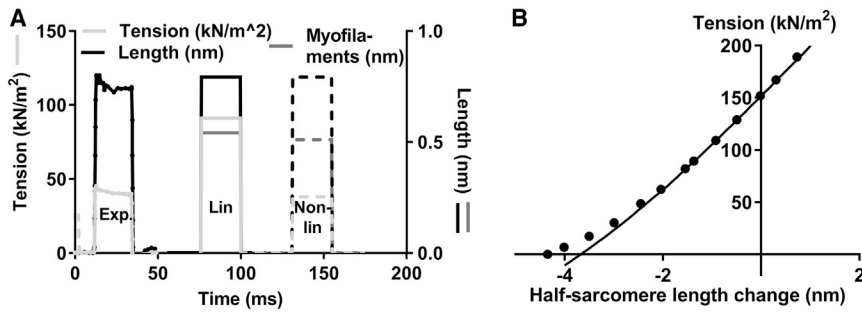 A
Tension (kN/m^2)
Length (nm)
Myofila-
ments (nm)
Tension (kN/m²)
150
100
50
0
Exp.
Lin
Non-
lin
1.0
0.5
0.0
Length (nm)
0
50
100
150
200
Time (ms)
B
Tension (kN/m²)
200
150
100
50
-4
-2
2
Half-sarcomere length change (nm)